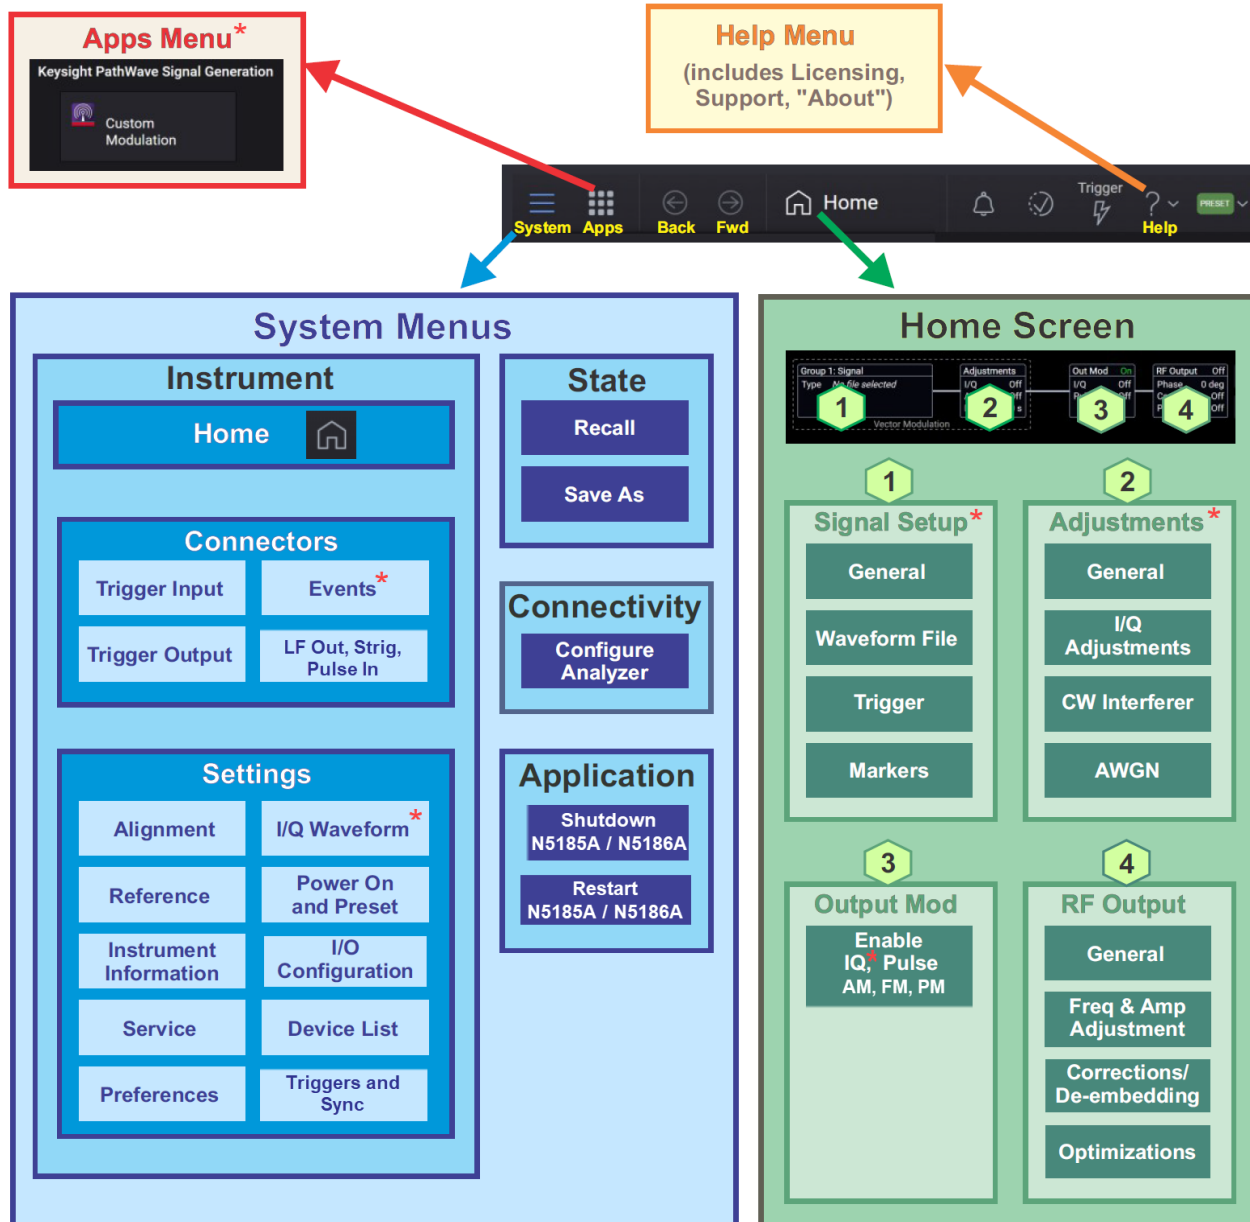 Apps Menu*
Keysight PathWave Signal Generation
Custom
Modulation
Help Menu
(includes Licensing,
Support, "About")
System
Apps
Back
Fwd
Home
Trigger
Help
PRESET
System Menus
Instrument
Home
Connectors
Trigger Input
Events*
Trigger Output
LF Out, Strig,
Pulse In
Settings
Alignment
I/Q Waveform*
Reference
Power On
and Preset
Instrument
Information
I/O
Configuration
Service
Device List
Preferences
Triggers and
Sync
State
Recall
Save As
Connectivity
Configure
Analyzer
Application
Shutdown
N5185A / N5186A
Restart
N5185A / N5186A
Home Screen
Group 1: Signal
Type No file selected
1
Vector Modulation
Adjustments
I/Q Off
2
Out Mod On
I/Q Off
Off
3
RF Output Off
Phase 0 deg
Off
Off
4
1
Signal Setup*
General
Waveform File
Trigger
Markers
2
Adjustments*
General
I/Q
Adjustments
CW Interferer
AWGN
3
Output Mod
Enable
IQ,* Pulse
AM, FM, PM
4
RF Output
General
Freq & Amp
Adjustment
Corrections/
De-embedding
Optimizations